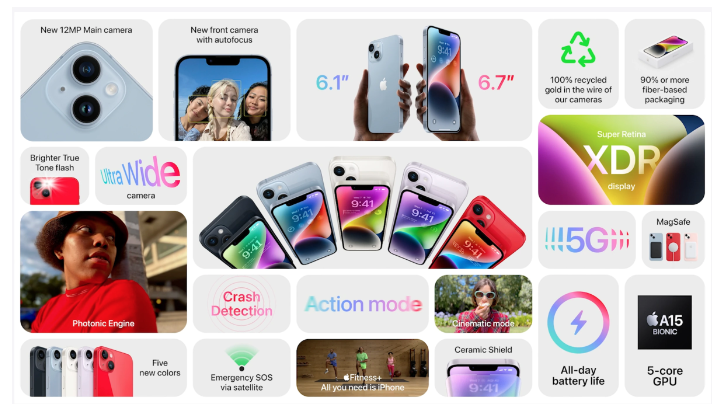 New 12MP Main camera
New front camera
with autofocus
6.1”
6.7”
100% recycled
gold in the wire of
our cameras
90% or more
fiber-based
packaging
Brighter True
Tone flash
Ultra Wide
camera
9:41
9:41
9:41
9:41
9:41
Super Retina
XDR
display
Photonic Engine
5G
MagSafe
Crash
Detection
Action mode
Cinematic mode
All-day
battery life
A15
BIONIC
5-core
GPU
Five
new colors
Emergency SOS
via satellite
Fitness+
All you need is iPhone
Ceramic Shield